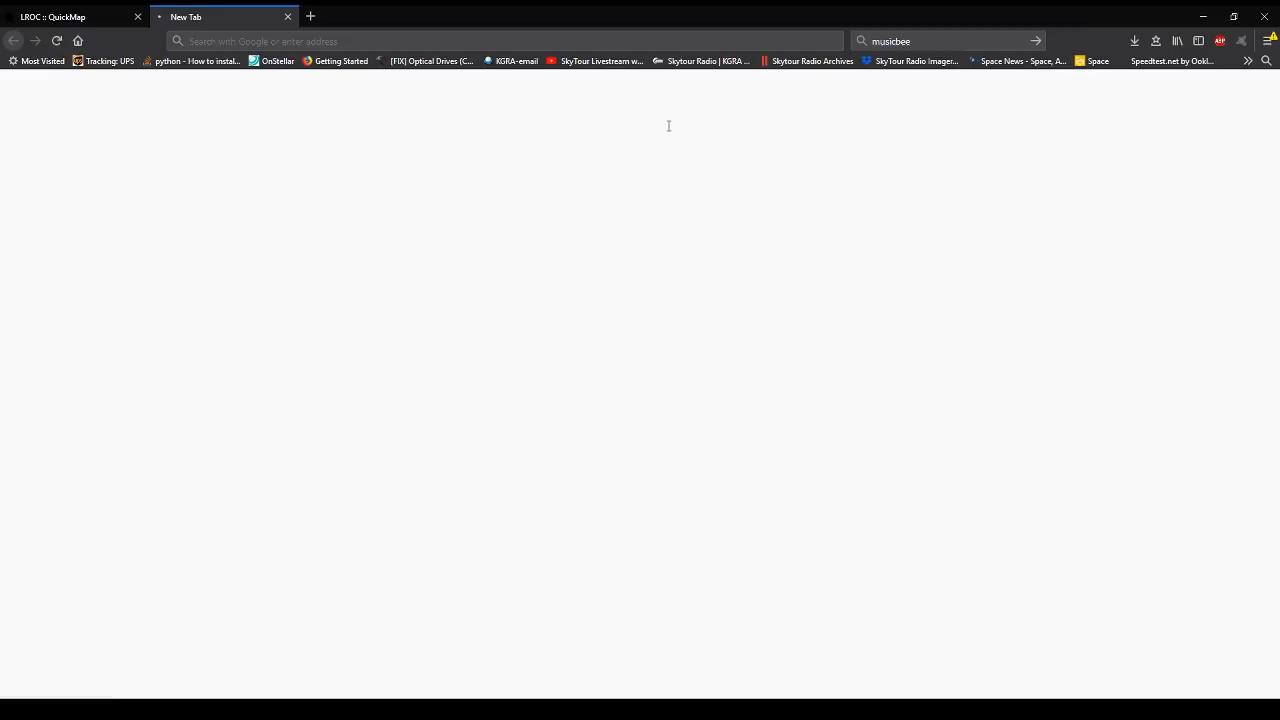 LROC :: QuickMap New Tab
Search with Google or enter address musicbee ABP
Most Visited Tracking: UPS python - How to instal... OnStellar Getting Started [FIX] Optical Drives (C... KGRA-email SkyTour Livestream w... Skytour Radio | KGRA ... Skytour Radio Archives SkyTour Radio Imager... Space News - Space, A... Space Speedtest.net by Ookl...